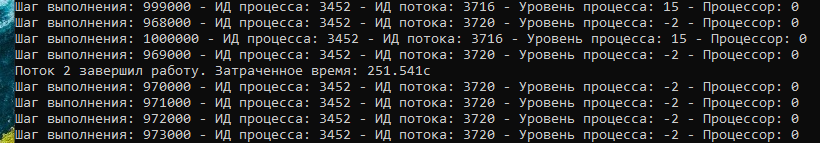 Шаг выполнения: 999000 - ИД процесса: 3452 - ИД потока: 3716 - Уровень процесса: 15 - Процессор: 0
Шаг выполнения: 968000 - ИД процесса: 3452 - ИД потока: 3720 - Уровень процесса: -2 - Процессор: 0
Шаг выполнения: 1000000 - ИД процесса: 3452 - ИД потока: 3716 - Уровень процесса: 15 - Процессор: 0
Шаг выполнения: 969000 - ИД процесса: 3452 - ИД потока: 3720 - Уровень процесса: -2 - Процессор: 0
Поток 2 завершил работу. Затраченное время: 251.541с
Шаг выполнения: 970000 - ИД процесса: 3452 - ИД потока: 3720 - Уровень процесса: -2 - Процессор: 0
Шаг выполнения: 971000 - ИД процесса: 3452 - ИД потока: 3720 - Уровень процесса: -2 - Процессор: 0
Шаг выполнения: 972000 - ИД процесса: 3452 - ИД потока: 3720 - Уровень процесса: -2 - Процессор: 0
Шаг выполнения: 973000 - ИД процесса: 3452 - ИД потока: 3720 - Уровень процесса: -2 - Процессор: 0